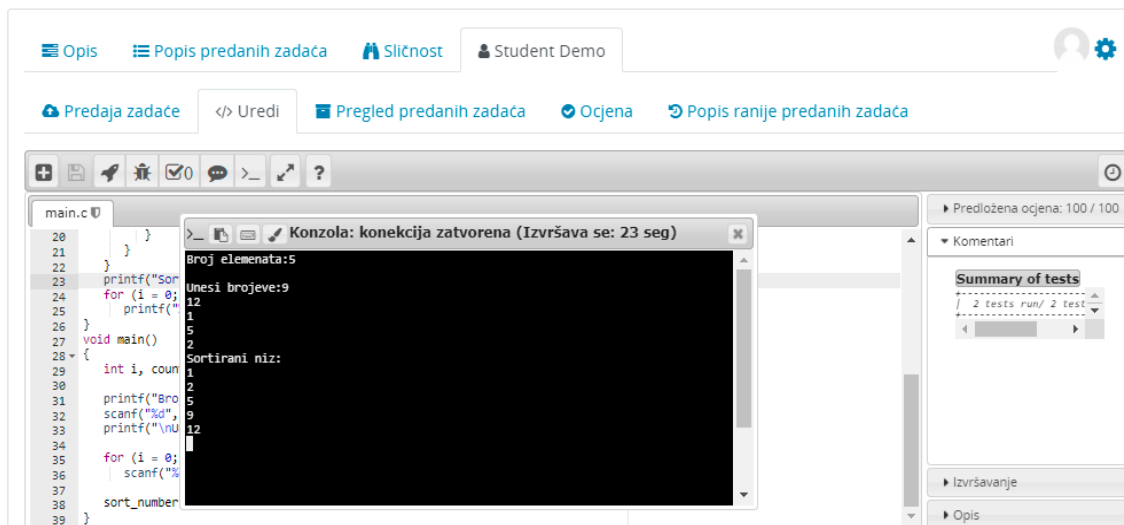 Opis Popis predanih zadaća Sličnost Student Demo
Predaja zadaće </> Uredi Pregled predanih zadaća Ocjena Popis ranije predanih zadaća
0 >_ ?
main.c
20 }
21 }
22 }
23 printf("Sor
24 for (i = 0;
25 printf("
26 }
27 void main()
28 {
29 int i, coun
30
31 printf("Bro
32 scanf("%d",
33 printf("\nU
34
35 for (i = 0;
36 scanf("%
37
38 sort_number
39 }
>_ Konzola: konekcija zatvorena (Izvršava se: 23 seg)
Broj elemenata:5
Unesi brojeve:9
12
1
5
2
Sortirani niz:
1
2
5
9
12
Predložena ocjena: 100 / 100
Komentari
Summary of tests
+----------------------
| 2 tests run/ 2 test
+----------------------
Izvršavanje
Opis